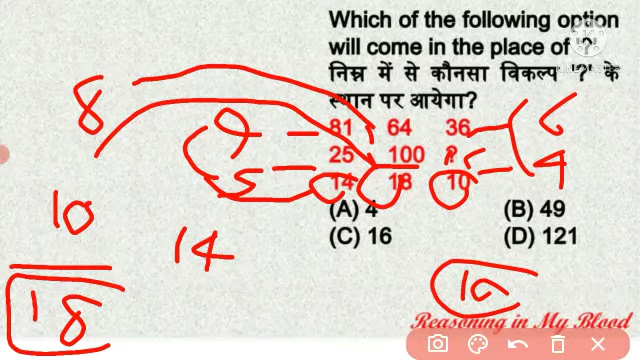 Which of the following option
will come in the place of '?'
निम्न में से कौनसा विकल्प '?' के
स्थान पर आयेगा?
8
9
6
81 64 36
25 100 ?
5
4
14 18 10
10
14
18
(A) 4 (B) 49
(C) 16 (D) 121
10
Reasoning in My Blood